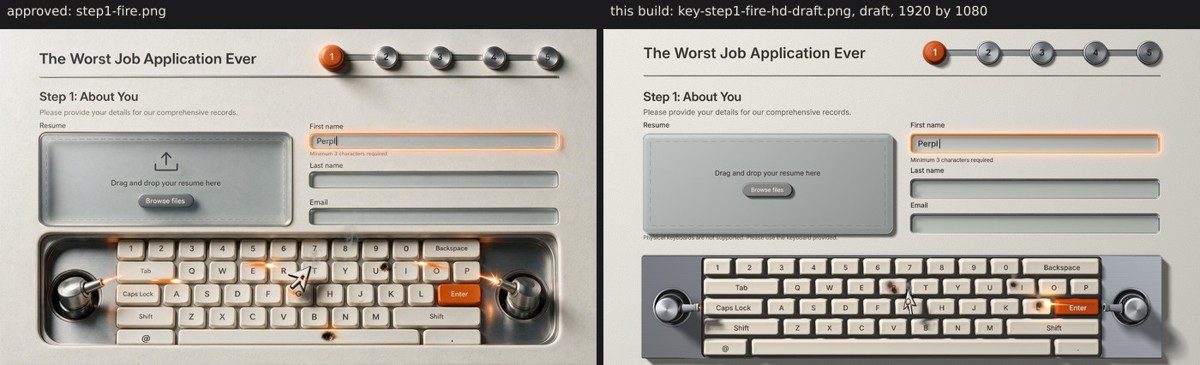 approved: step1-fire.png
The Worst Job Application Ever
1 2 3 4 5
Step 1: About You
Please provide your details for our comprehensive records.
Resume
First name
Perpl
Minimum 3 characters required
Last name
Drag and drop your resume here
Browse files
Email
1 2 3 4 5 6 7 8 9 0 Backspace
Tab Q W E R T Y U I O P
Caps Lock A S D F G H J K L Enter
Shift Z X C V B N M Shift
@ .
this build: key-step1-fire-hd-draft.png, draft, 1920 by 1080
The Worst Job Application Ever
1 2 3 4 5
Step 1: About You
Please provide your details for our comprehensive records.
Resume
First name
Perpl
Minimum 3 characters required
Last name
Drag and drop your resume here
Browse files
Email
Physical keyboards are not supported. Please use the keyboard provided.
1 2 3 4 5 6 7 8 9 0 Backspace
Tab Q W E T Y U I O P
Caps Lock A S D F G H J K Enter
Shift Z X C V B N M Shift
@ .